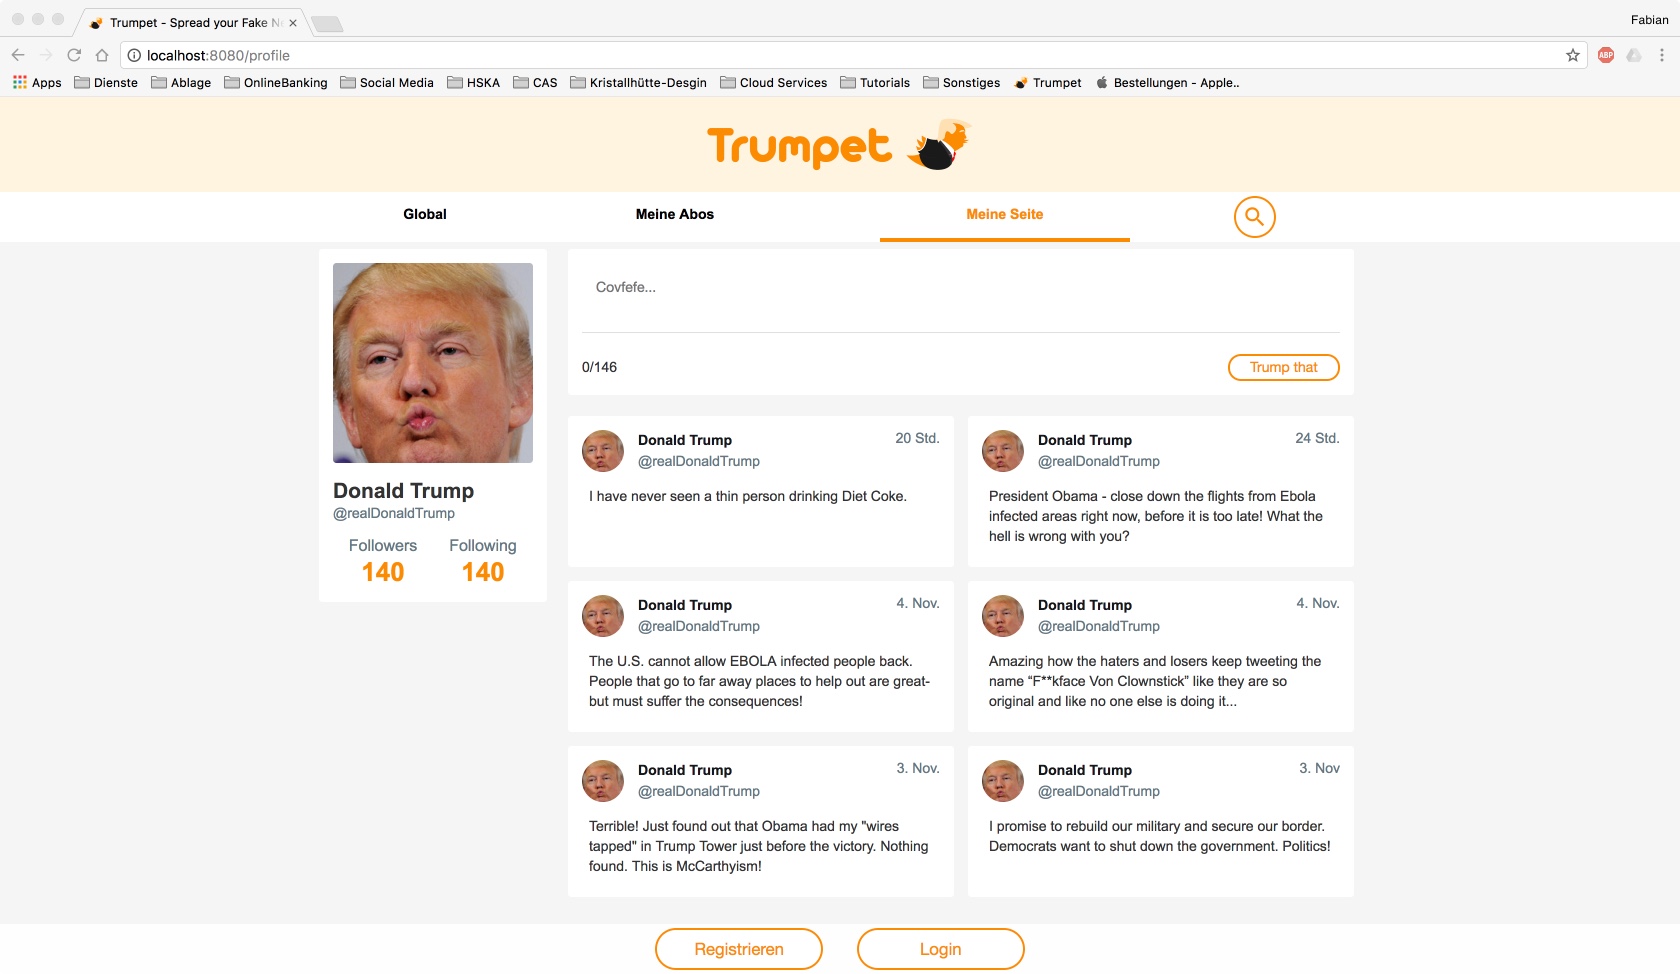 Trumpet - Spread your Fake N
Fabian
localhost:8080/profile
ABP
Apps Dienste Ablage OnlineBanking Social Media HSKA CAS Kristallhütte-Desgin Cloud Services Tutorials Sonstiges Trumpet Bestellungen - Apple..
Trumpet
Global Meine Abos Meine Seite
Donald Trump
@realDonaldTrump
Followers Following
140 140
Covfefe...
0/146 Trump that
Donald Trump 20 Std.
@realDonaldTrump
I have never seen a thin person drinking Diet Coke.
Donald Trump 24 Std.
@realDonaldTrump
President Obama - close down the flights from Ebola
infected areas right now, before it is too late! What the
hell is wrong with you?
Donald Trump 4. Nov.
@realDonaldTrump
The U.S. cannot allow EBOLA infected people back.
People that go to far away places to help out are great-
but must suffer the consequences!
Donald Trump 4. Nov.
@realDonaldTrump
Amazing how the haters and losers keep tweeting the
name “F**kface Von Clownstick” like they are so
original and like no one else is doing it...
Donald Trump 3. Nov.
@realDonaldTrump
Terrible! Just found out that Obama had my "wires
tapped" in Trump Tower just before the victory. Nothing
found. This is McCarthyism!
Donald Trump 3. Nov
@realDonaldTrump
I promise to rebuild our military and secure our border.
Democrats want to shut down the government. Politics!
Registrieren Login